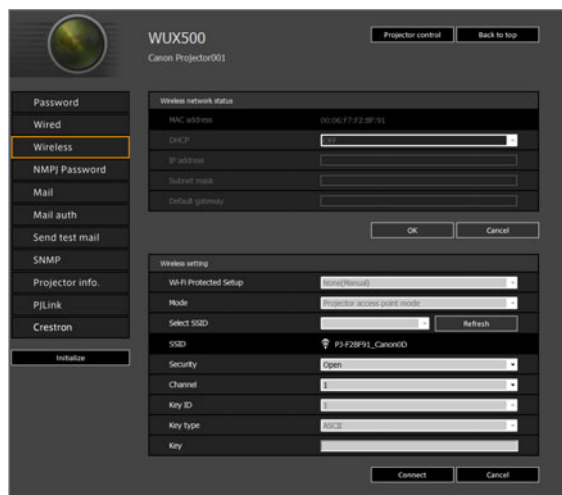 WUX500
Projector control
Back to top
Canon Projector001
Password
Wired
Wireless
NMPJ Password
Mail
Mail auth
Send test mail
SNMP
Projector info.
PJLink
Crestron
Initialize
Wireless network status
MAC address 00:06:F7:F2:8F:91
DHCP OFF
IP address
Subnet mask
Default gateway
OK Cancel
Wireless setting
Wi-Fi Protected Setup None(Manual)
Mode Projector access point mode
Select SSID Refresh
SSID PJ-F28F91_Canon0D
Security Open
Channel 1
Key ID 1
Key type ASCII
Key
Connect Cancel